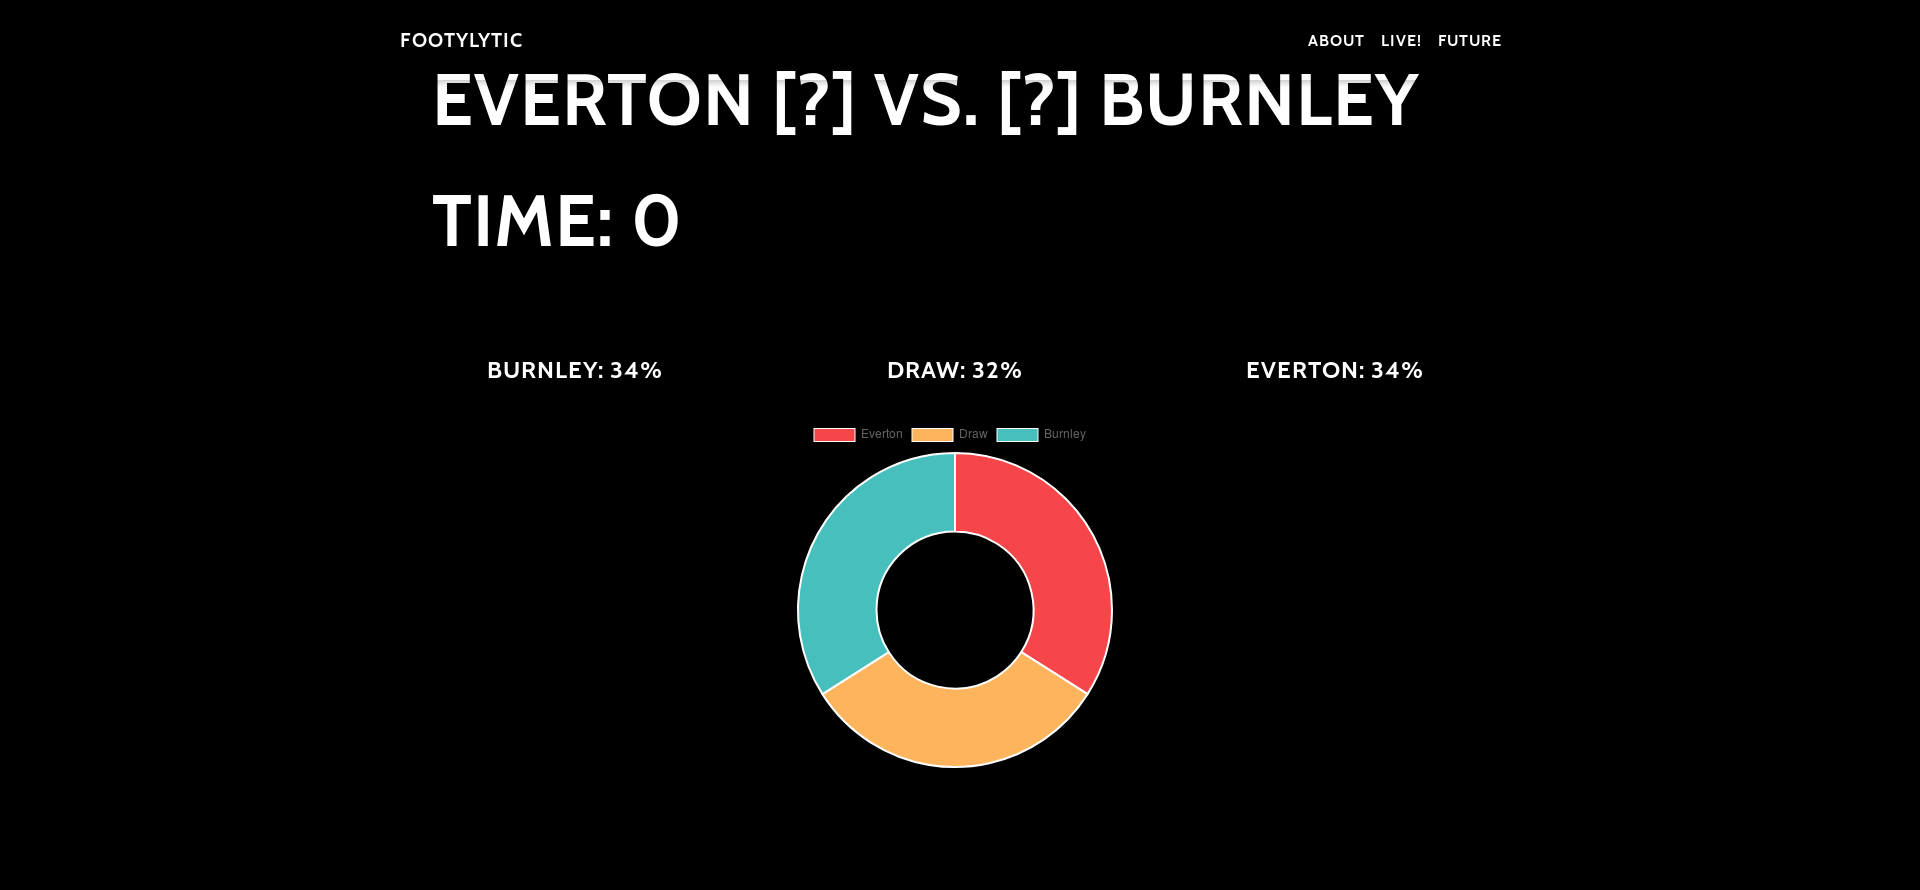 FOOTYLYTIC ABOUT LIVE! FUTURE
EVERTON [?] VS. [?] BURNLEY
TIME: 0
BURNLEY: 34% DRAW: 32% EVERTON: 34%
Everton Draw Burnley